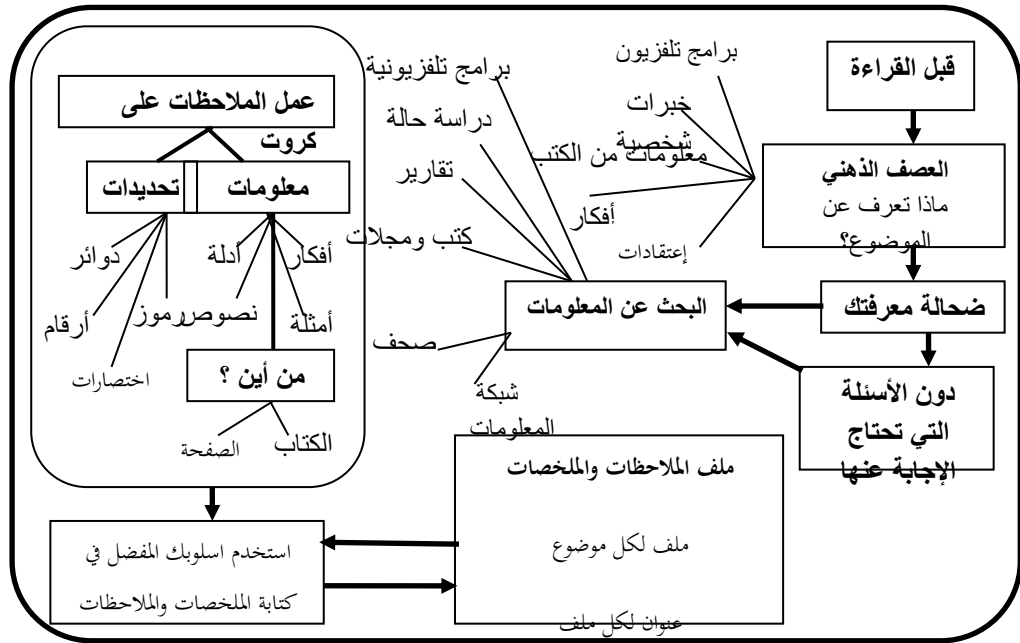 قبل القراءة
العصف الذهني
ماذا تعرف عن
الموضوع؟
برامج تلفزيون
خبرات
شخصية
معلومات من الكتب
أفكار
إعتقادات
ضحالة معرفتك
دون الأسئلة
التي تحتاج
الإجابة عنها
البحث عن المعلومات
برامج تلفزيونية
دراسة حالة
تقارير
كتب ومجلات
صحف
شبكة
المعلومات
عمل الملاحظات على
كروت
معلومات
تحديدات
أفكار
أمثلة
أدلة
نصوص
رموز
دوائر
أرقام
اختصارات
من أين ؟
الكتاب
الصفحة
ملف الملاحظات والملخصات
ملف لكل موضوع
عنوان لكل ملف
استخدم اسلوبك المفضل في
كتابة الملخصات والملاحظات